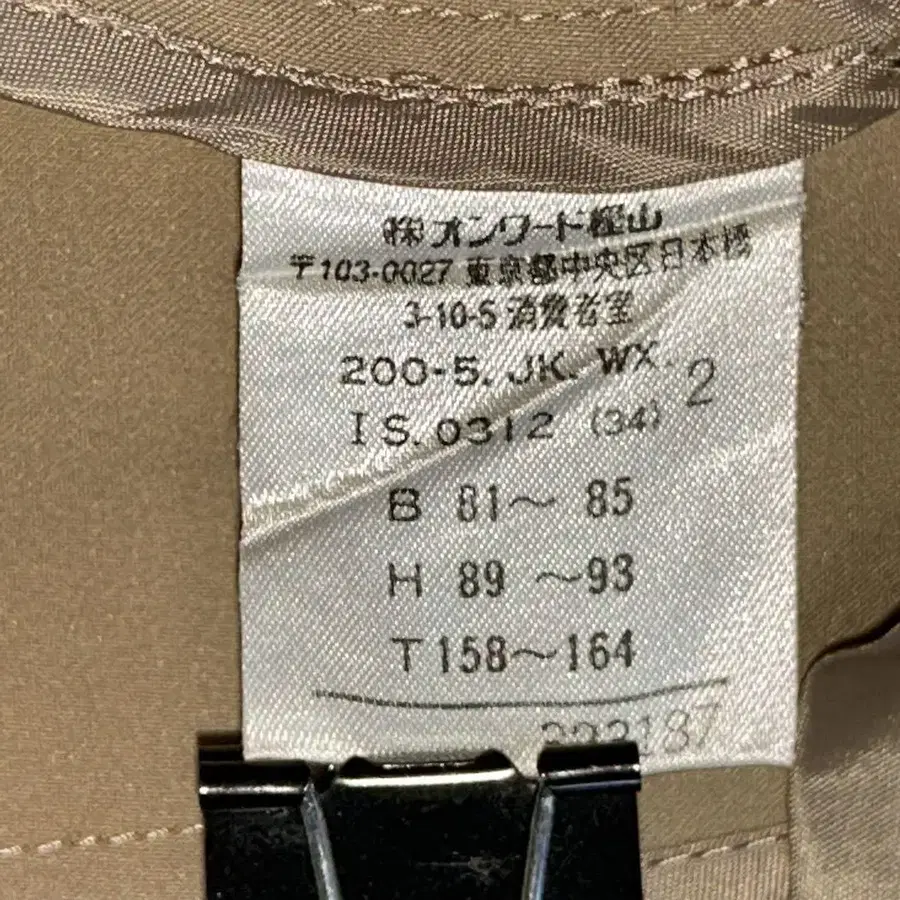 ㈱オンワード樫山
〒103-0027 東京都中央区日本橋
3-10-5 消費者室
200-5. JK. WX. 2
IS. 0312 (34)
B 81〜 85
H 89 〜93
T 158〜164